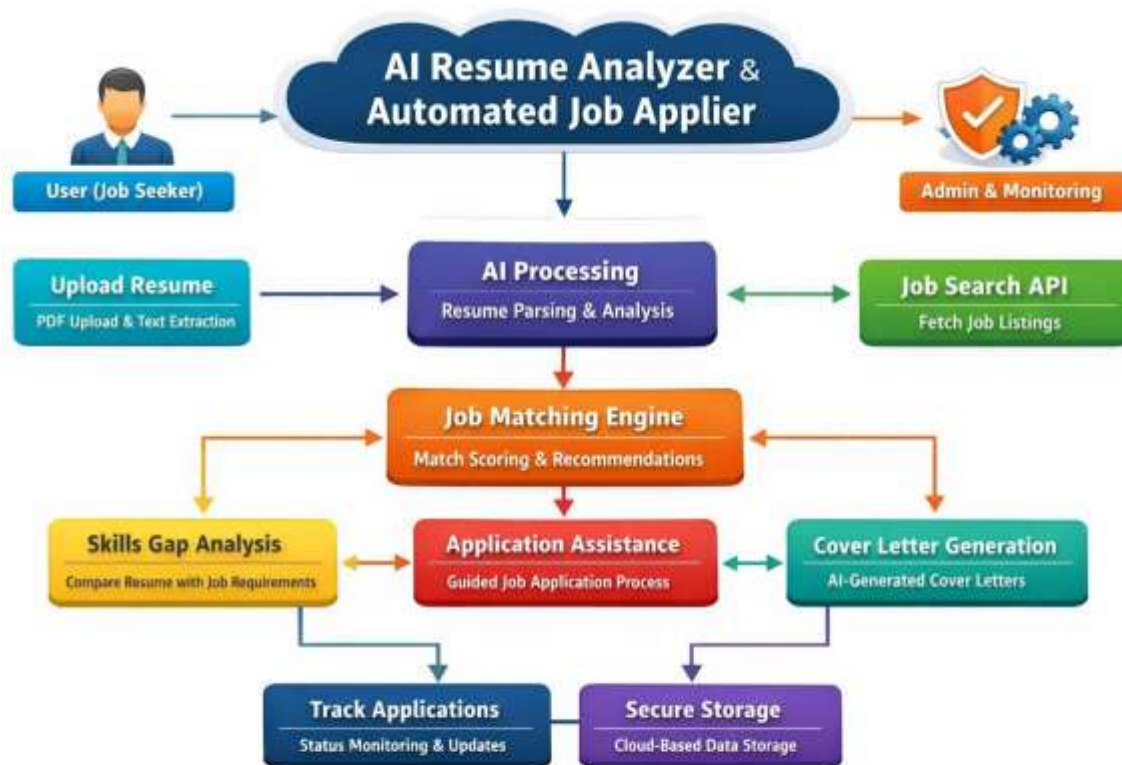 AI Resume Analyzer &
Automated Job Applier
User (Job Seeker)
Admin & Monitoring
Upload Resume
PDF Upload & Text Extraction
AI Processing
Resume Parsing & Analysis
Job Search API
Fetch Job Listings
Job Matching Engine
Match Scoring & Recommendations
Skills Gap Analysis
Compare Resume with Job Requirements
Application Assistance
Guided Job Application Process
Cover Letter Generation
AI-Generated Cover Letters
Track Applications
Status Monitoring & Updates
Secure Storage
Cloud-Based Data Storage